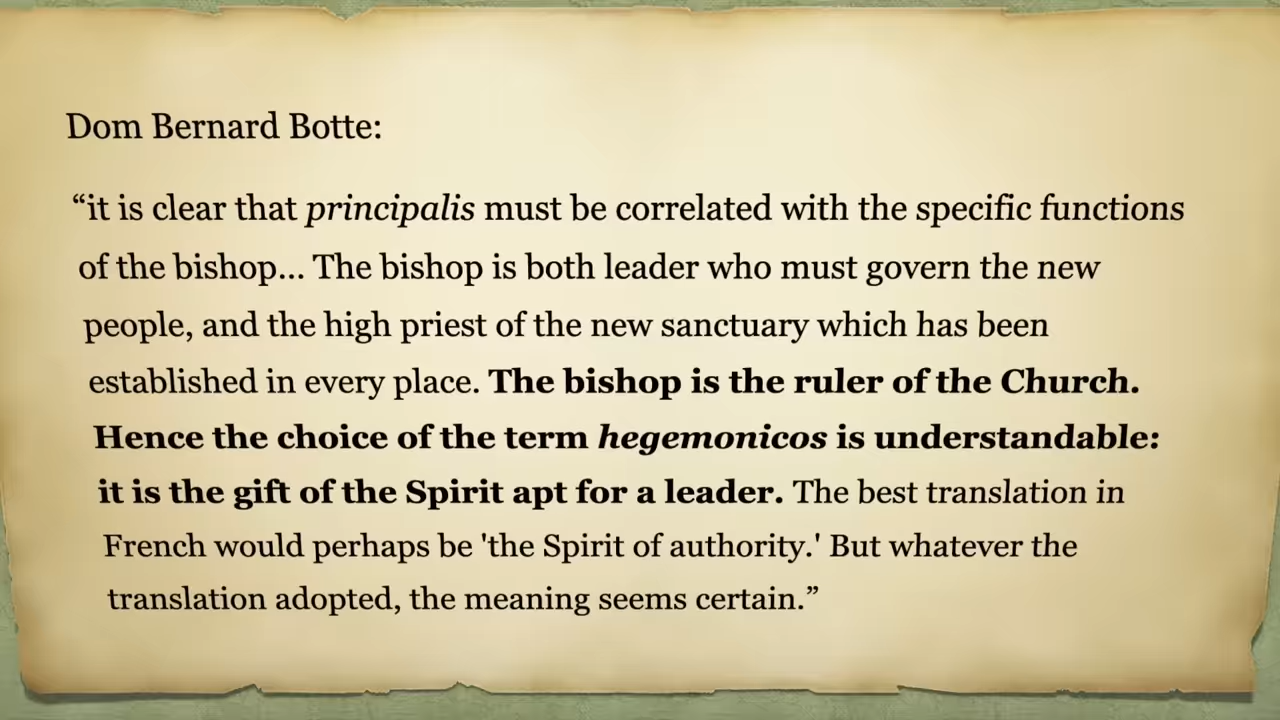 Dom Bernard Botte:
“it is clear that principalis must be correlated with the specific functions
of the bishop... The bishop is both leader who must govern the new
people, and the high priest of the new sanctuary which has been
established in every place. The bishop is the ruler of the Church.
Hence the choice of the term hegemonicos is understandable:
it is the gift of the Spirit apt for a leader. The best translation in
French would perhaps be 'the Spirit of authority.' But whatever the
translation adopted, the meaning seems certain.”